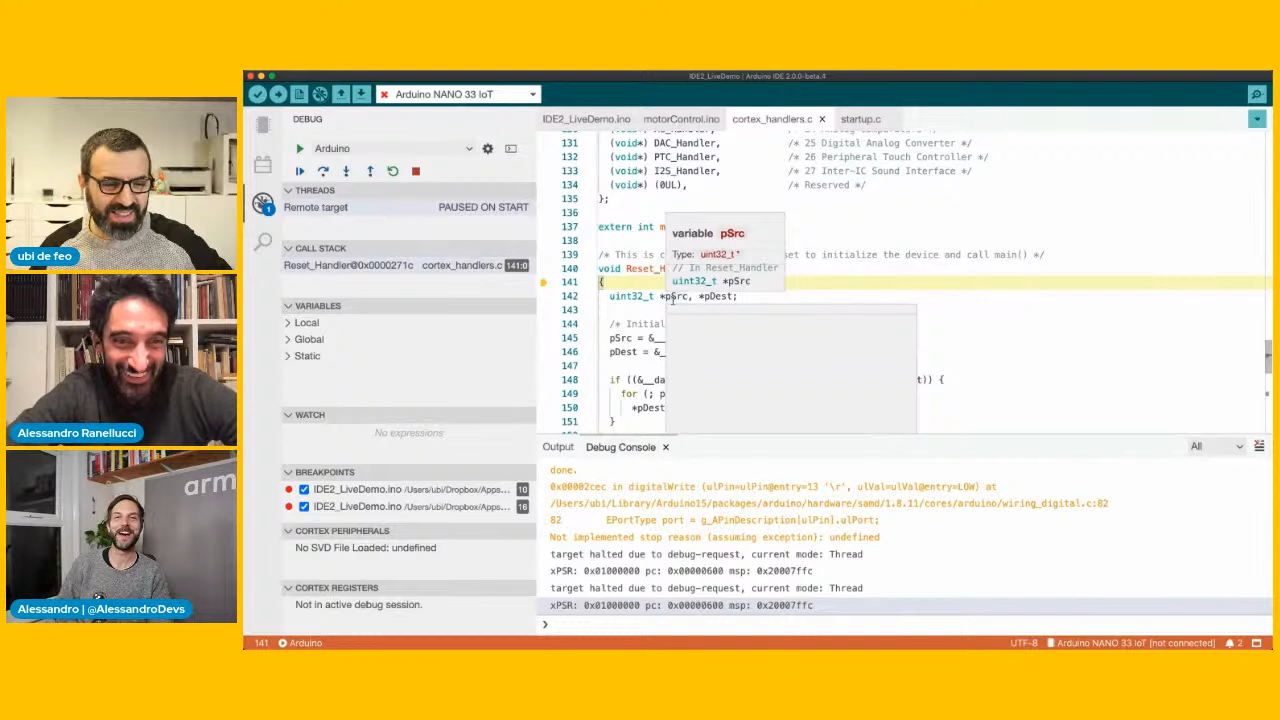 ubi de feo
Alessandro Ranellucci
arm
Alessandro | @AlessandroDevs
IDE2_LiveDemo | Arduino IDE 2.0.0-beta.4
Arduino NANO 33 IoT
DEBUG
Arduino
THREADS
Remote target PAUSED ON START
CALL STACK
Reset_Handler@0x0000271c cortex_handlers.c 141:0
VARIABLES
Local
Global
Static
WATCH
No expressions
BREAKPOINTS
IDE2_LiveDemo.ino /Users/ubi/Dropbox/Apps... 10
IDE2_LiveDemo.ino /Users/ubi/Dropbox/Apps... 16
CORTEX PERIPHERALS
No SVD File Loaded: undefined
CORTEX REGISTERS
Not in active debug session.
IDE2_LiveDemo.ino motorControl.ino cortex_handlers.c startup.c
131 (void*) DAC_Handler, /* 25 Digital Analog Converter */
132 (void*) PTC_Handler, /* 26 Peripheral Touch Controller */
133 (void*) I2S_Handler, /* 27 Inter-IC Sound Interface */
134 (void*) (0UL), /* Reserved */
135 };
136
137 extern int m
138
139 /* This is c set to initialize the device and call main() */
140 void Reset_H
141 {
142 uint32_t *pSrc, *pDest;
143
144 /* Initial
145 pSrc = &__
146 pDest = &__
147
148 if ((&__da t)) {
149 for (; p
150 *pDest
151 }
variable pSrc
Type: uint32_t *
// In Reset_Handler
uint32_t *pSrc
Output Debug Console
All
done.
0x00002cec in digitalWrite (ulPin=ulPin@entry=13 '\r', ulVal=ulVal@entry=LOW) at
/Users/ubi/Library/Arduino15/packages/arduino/hardware/samd/1.8.11/cores/arduino/wiring_digital.c:82
82 EPortType port = g_APinDescription[ulPin].ulPort;
Not implemented stop reason (assuming exception): undefined
target halted due to debug-request, current mode: Thread
xPSR: 0x01000000 pc: 0x00000600 msp: 0x20007ffc
target halted due to debug-request, current mode: Thread
xPSR: 0x01000000 pc: 0x00000600 msp: 0x20007ffc
141 Arduino
UTF-8 Arduino NANO 33 IoT [not connected] 2